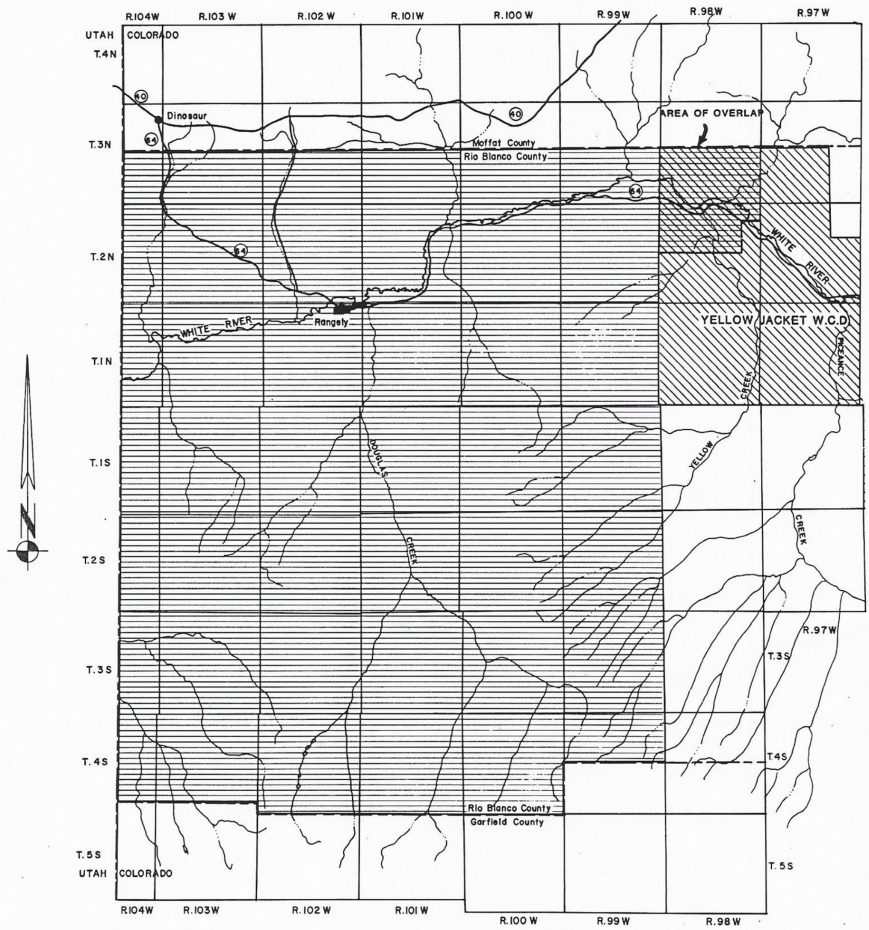 R.104W R.103W R.102 W R.101W R.100 W R.99W R.98W R.97W
UTAH COLORADO
T.4N
40
Dinosaur
40
AREA OF OVERLAP
64
T.3N
Moffat County
Rio Blanco County
64
WHITE RIVER
T.2N
64
Rangely
WHITE RIVER
YELLOW JACKET W.C.D.
PICEANCE
T.1N
CREEK
T.1S
DOUGLAS
YELLOW
N
CREEK
T.2S
CREEK
R.97W
T.3S
T.3S
T.4S
T.4S
Rio Blanco County
Garfield County
T.5S
T.5S
UTAH COLORADO
R.104W R.103W R.102 W R.101W R.100 W R.99W R.98W